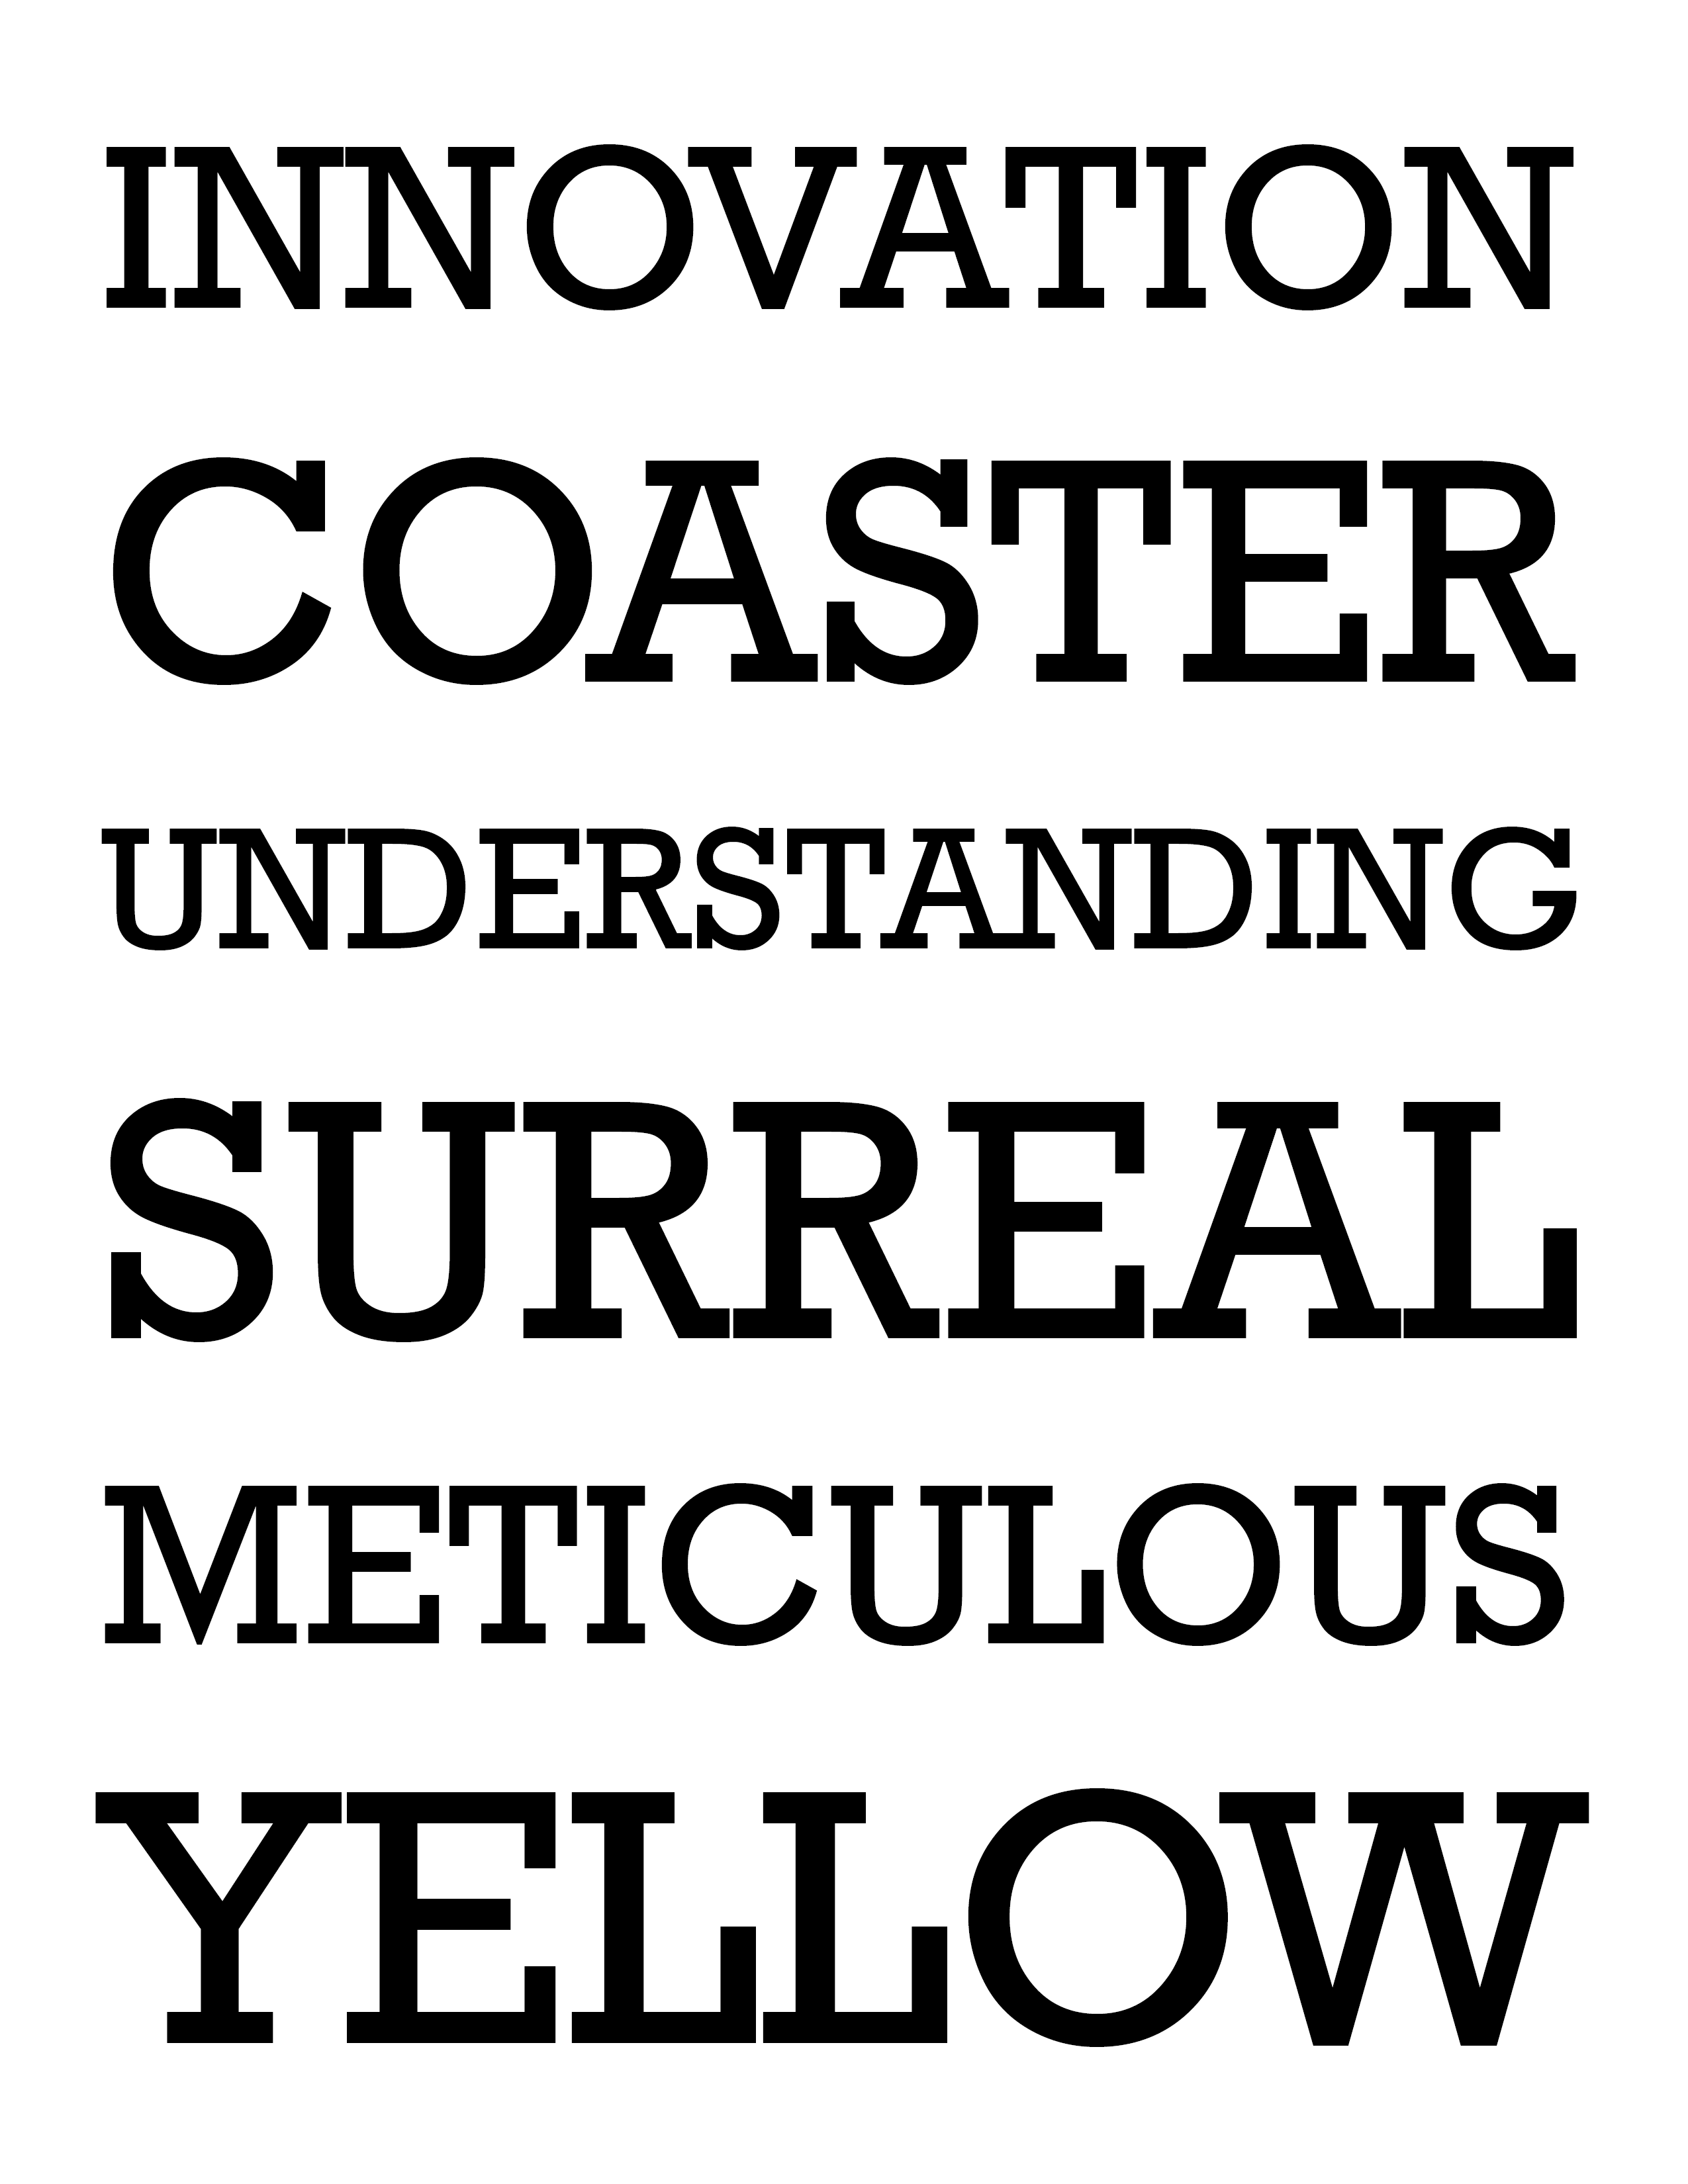 INNOVATION
COASTER
UNDERSTANDING
SURREAL
METICULOUS
YELLOW